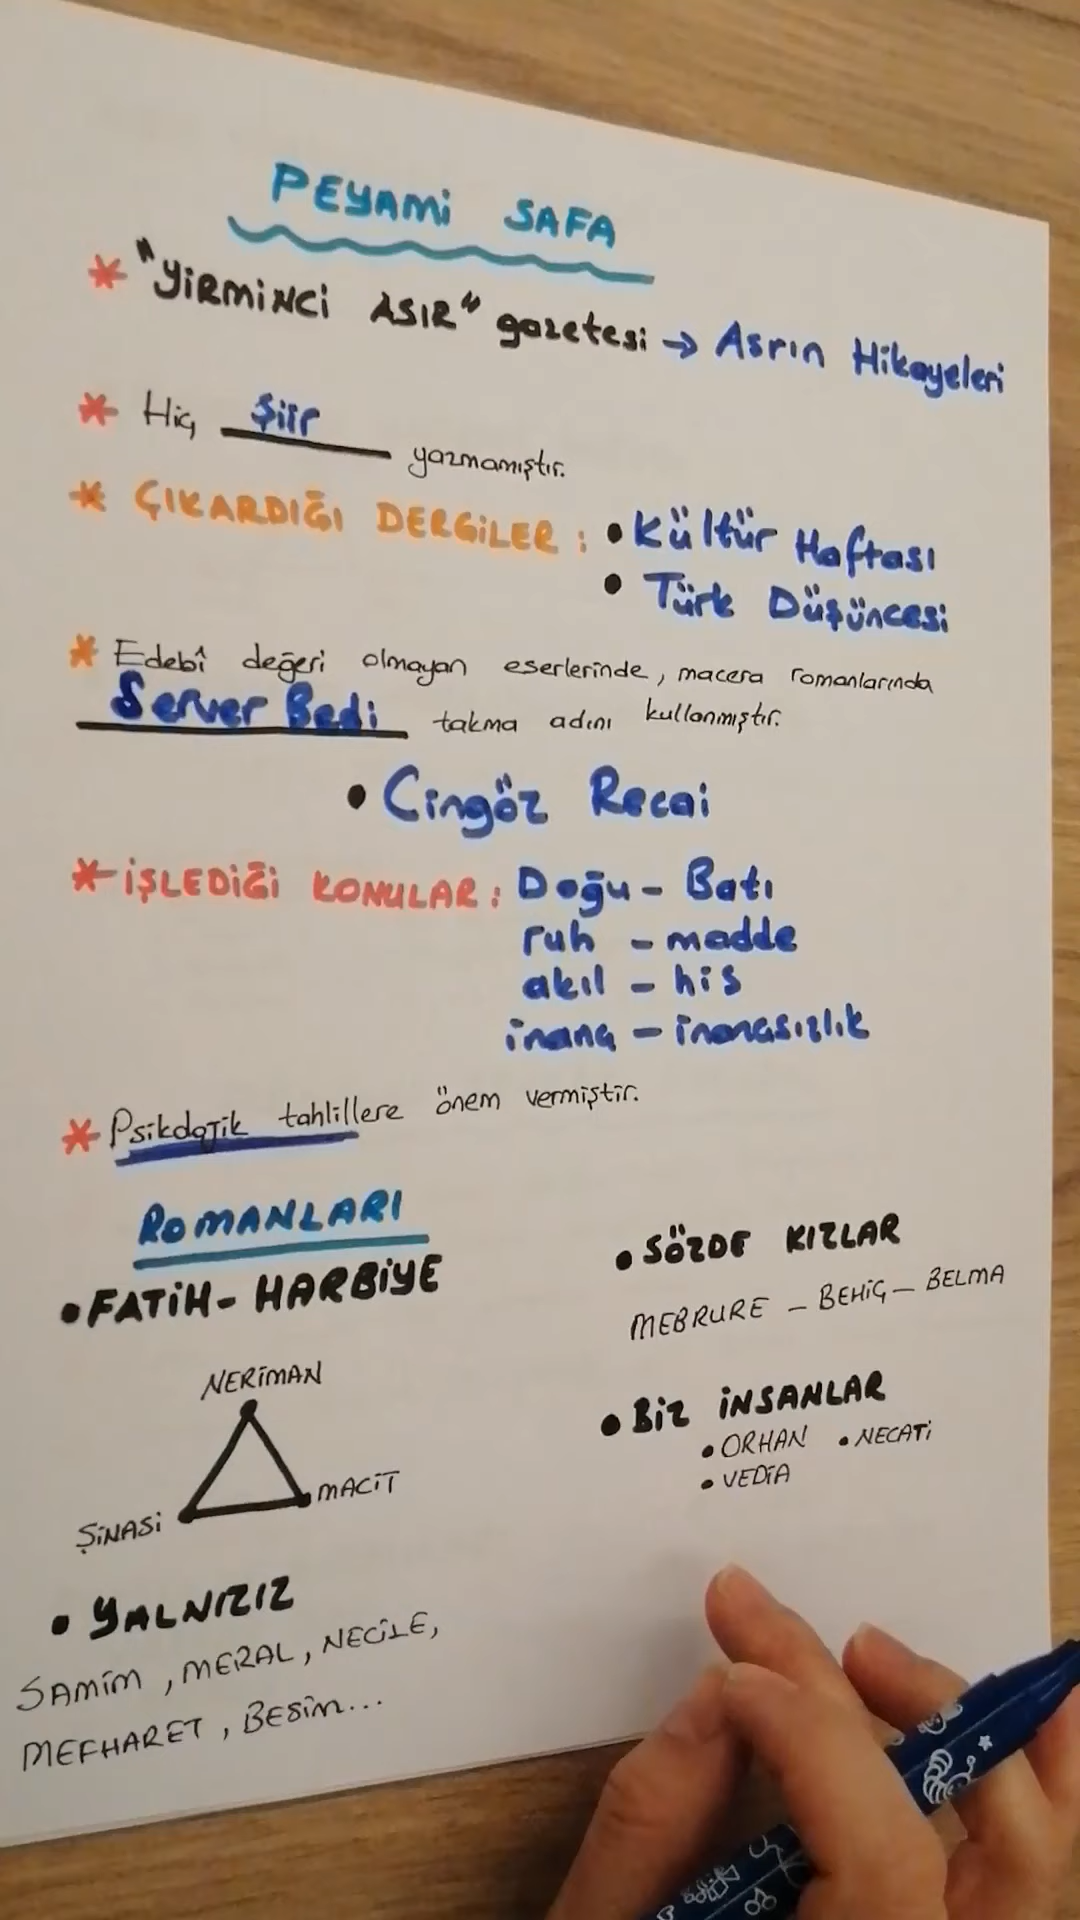 PEYAMİ SAFA
* "YİRMİNCİ ASIR" gazetesi → Asrın Hikayeleri
* Hiç şiir yazmamıştır.
* ÇIKARDIĞI DERGİLER : • Kültür Haftası
• Türk Düşüncesi
* Edebî değeri olmayan eserlerinde, macera romanlarında
Server Bedi takma adını kullanmıştır.
• Cingöz Recai
* İŞLEDİĞİ KONULAR : Doğu - Batı
ruh - madde
akıl - his
inanç - inançsızlık
* Psikolojik tahlillere önem vermiştir.
ROMANLARI
• FATİH - HARBİYE
NERİMAN
MACİT
ŞİNASİ
• YALNIZIZ
SAMİM, MERAL, NECİLE,
MEFHARET, BESİM...
• SÖZDE KIZLAR
MEBRURE - BEHİÇ - BELMA
• BİZ İNSANLAR
• ORHAN • NECATİ
• VEDİA